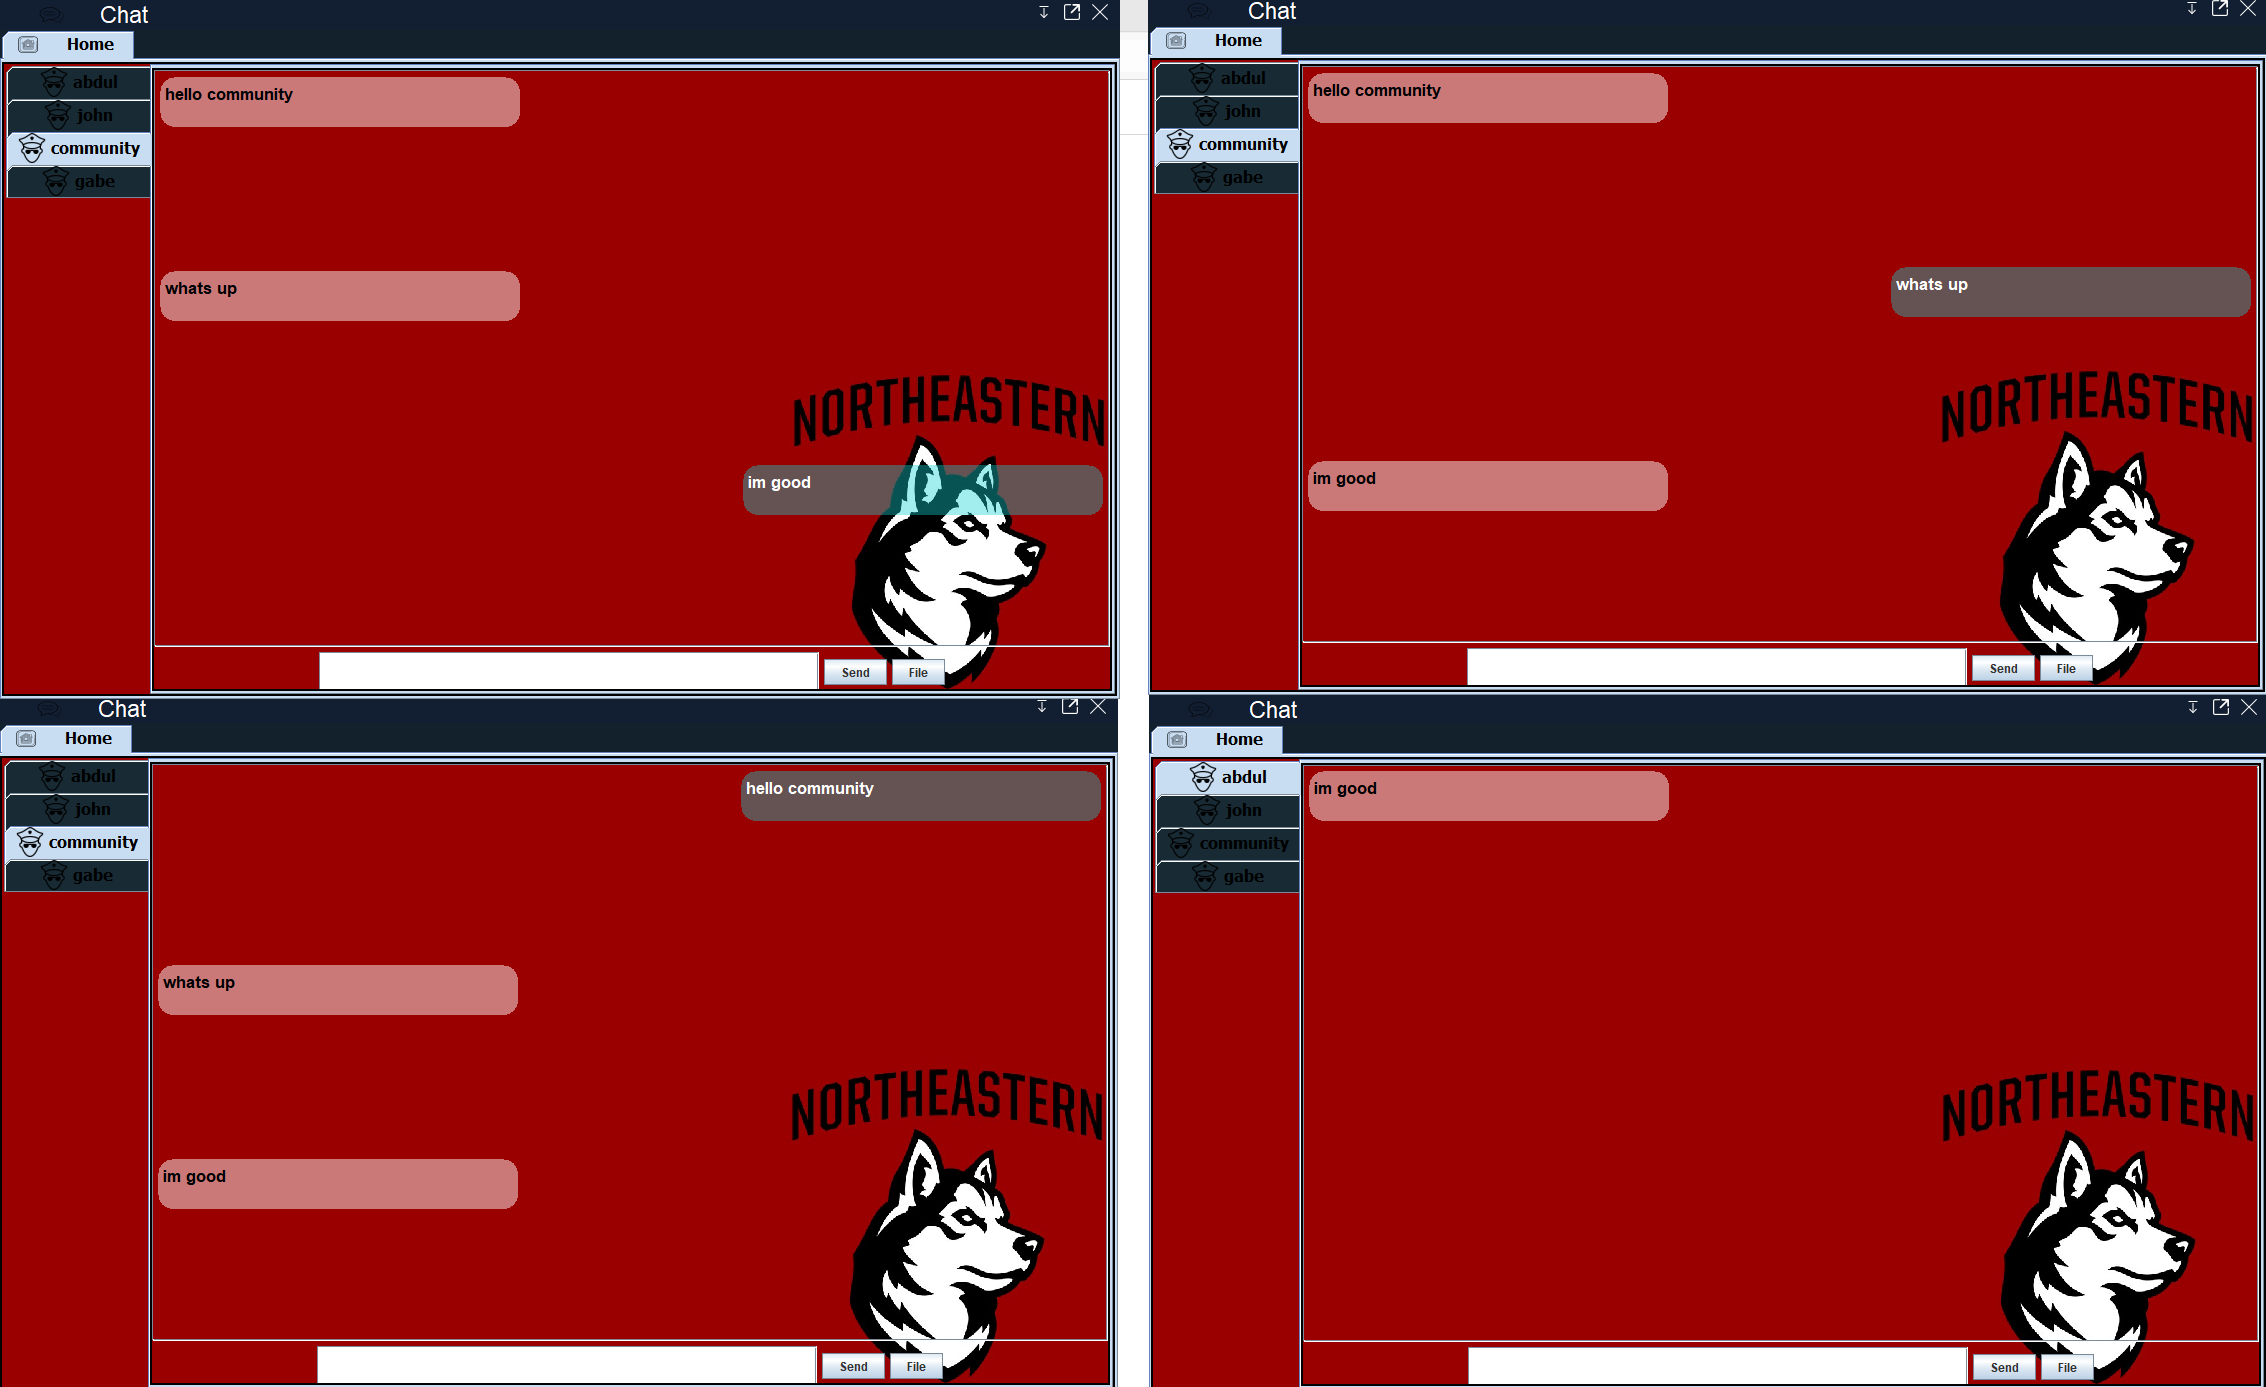 Chat
Home
abdul
john
community
gabe
hello community
whats up
NORTHEASTERN
im good
Send File
Chat
Home
abdul
john
community
gabe
hello community
whats up
NORTHEASTERN
im good
Send File
Chat
Home
abdul
john
community
gabe
hello community
whats up
NORTHEASTERN
im good
Send File
Chat
Home
abdul
john
community
gabe
im good
NORTHEASTERN
Send File